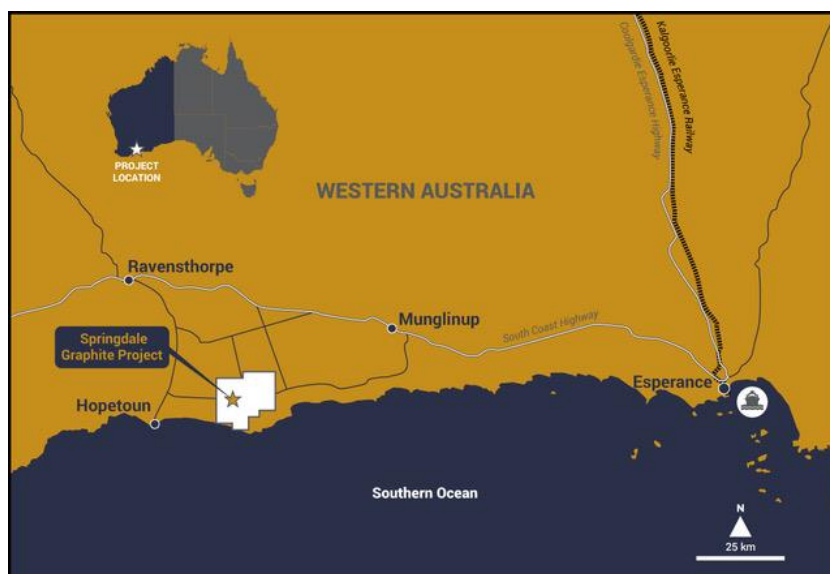 PROJECT
LOCATION
WESTERN AUSTRALIA
Coolgardie Esperance Highway
Kalgoorlie Esperance Railway
Ravensthorpe
Munglinup
South Coast Highway
Springdale
Graphite Project
Esperance
Hopetoun
Southern Ocean
N
25 km